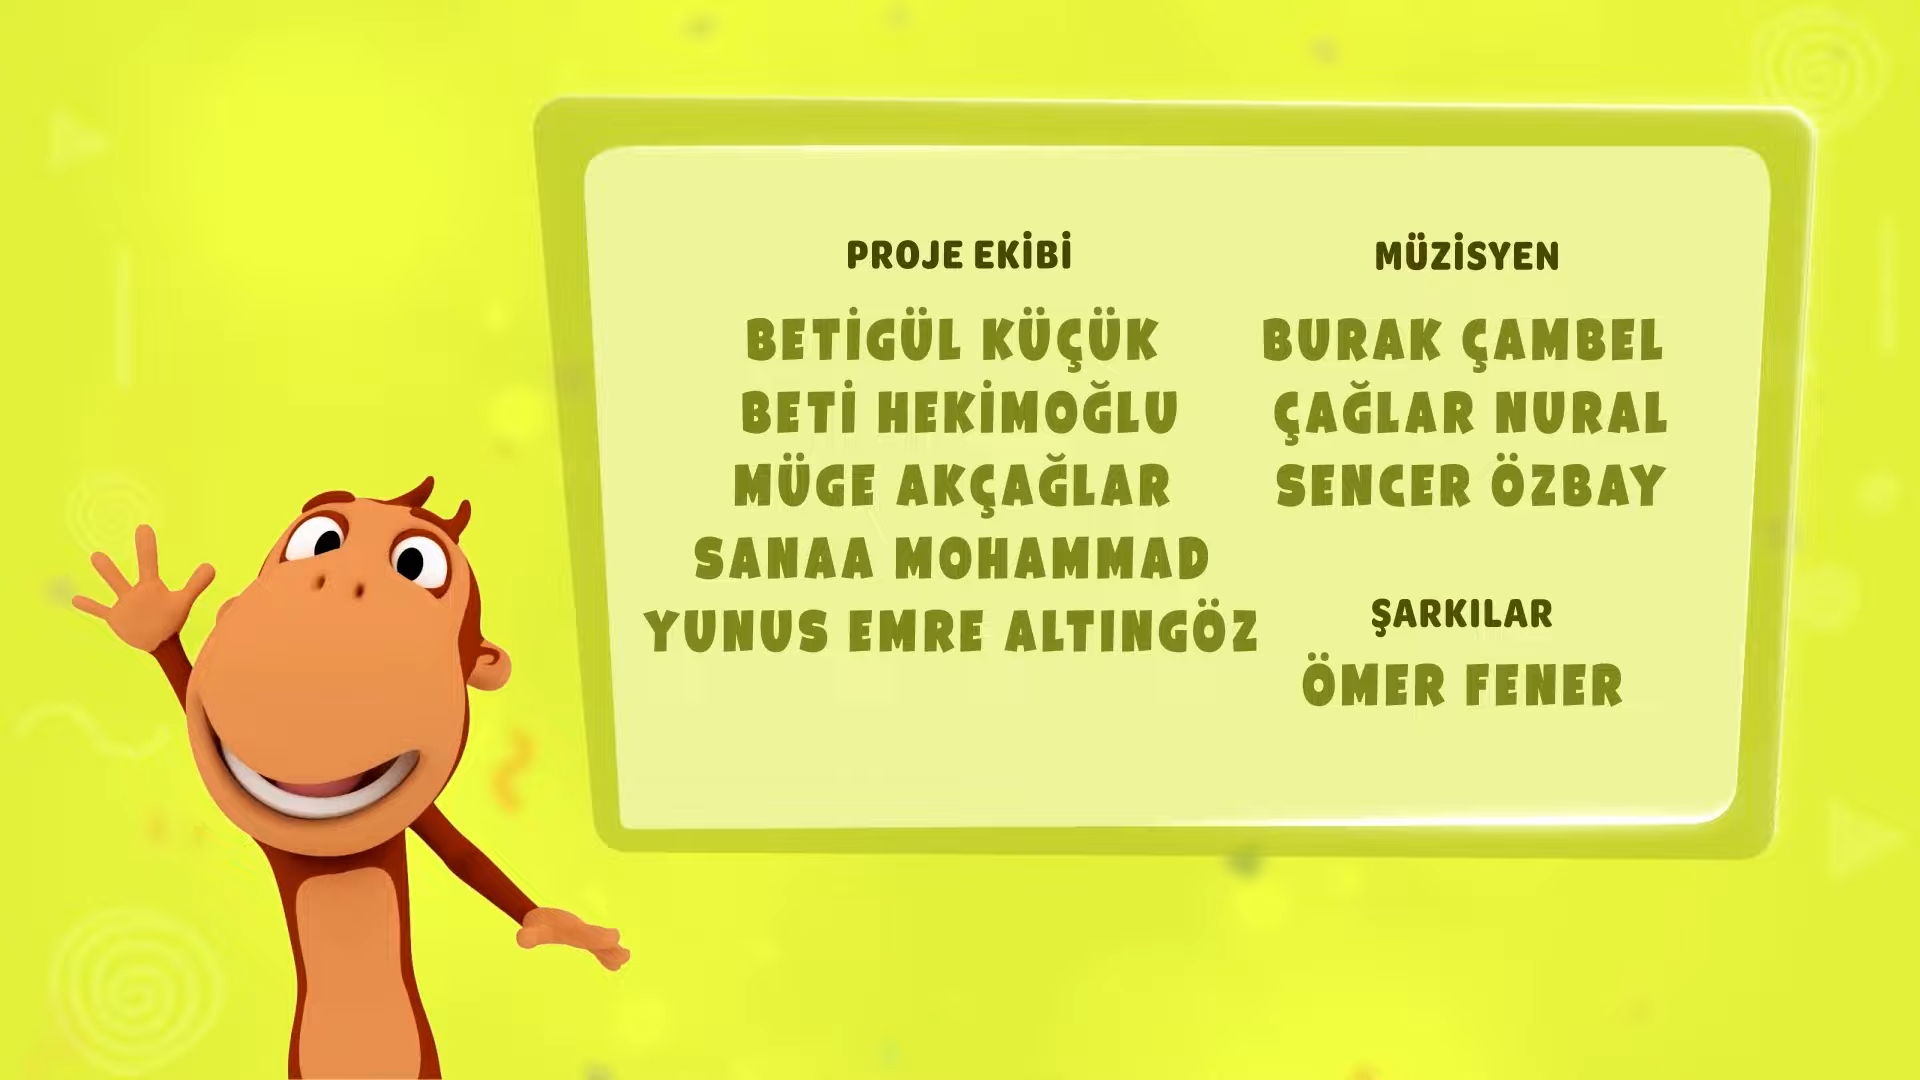 PROJE EKİBİ
BETİGÜL KÜÇÜK
BETİ HEKİMOĞLU
MÜGE AKÇAĞLAR
SANAA MOHAMMAD
YUNUS EMRE ALTINGÖZ
MÜZİSYEN
BURAK ÇAMBEL
ÇAĞLAR NURAL
SENCER ÖZBAY
ŞARKILAR
ÖMER FENER